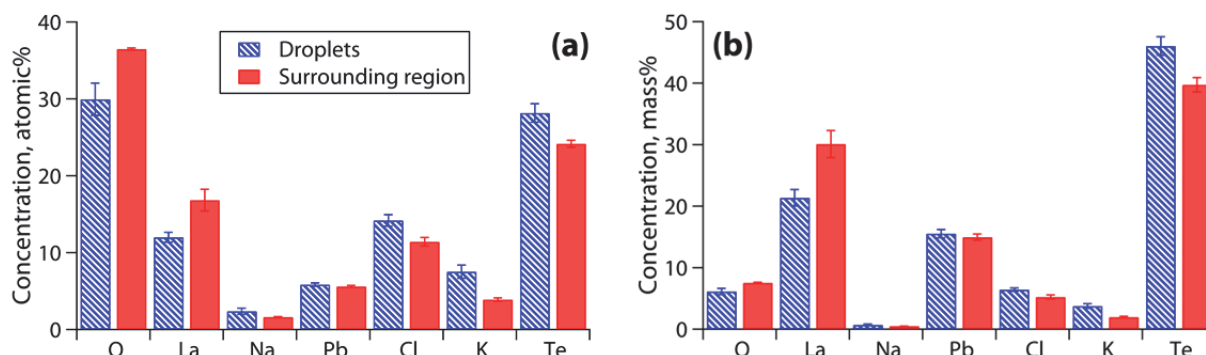 40
30
20
10
0
Concentration, atomic%
Droplets
Surrounding region
(a)
O La Na Pb Cl K Te
50
40
30
20
10
0
Concentration, mass%
(b)
O La Na Pb Cl K Te